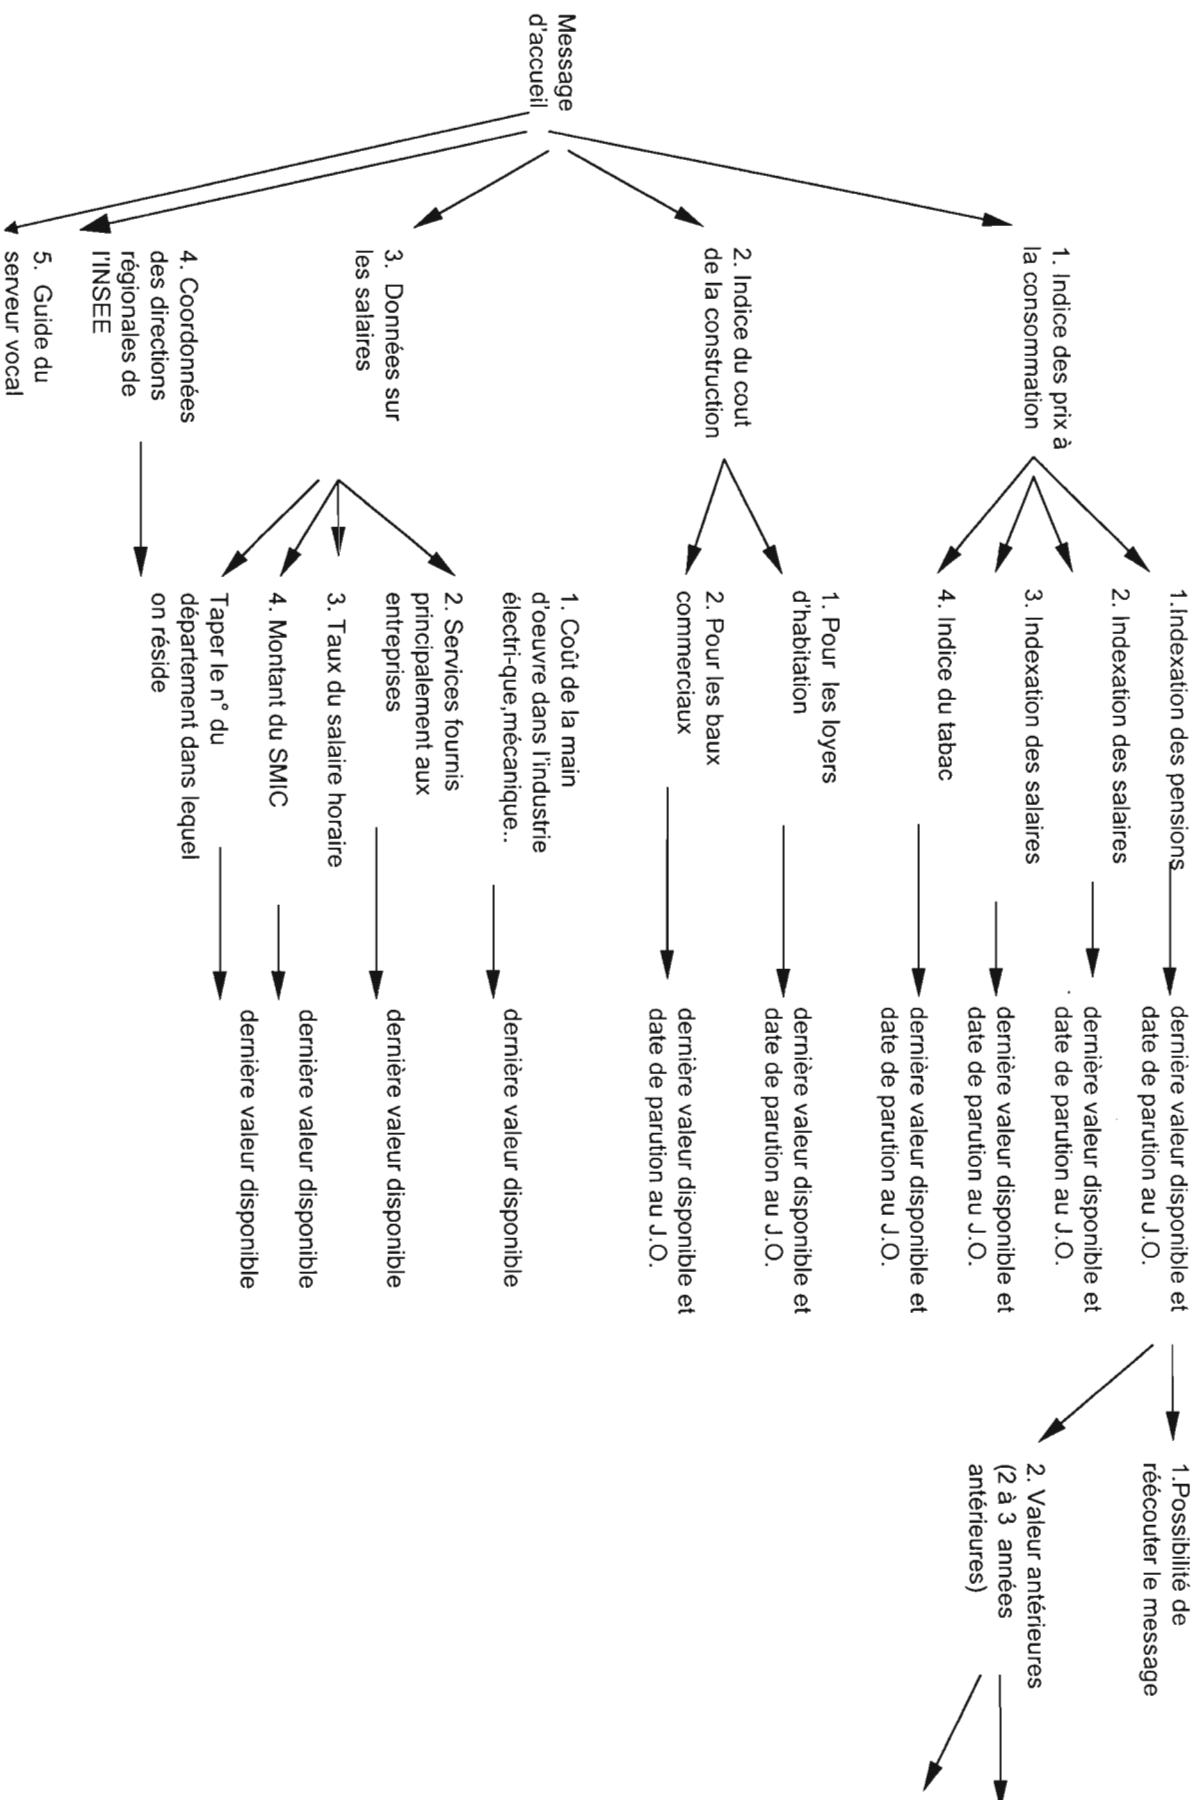 Message
d'accueil
1. Indice des prix à
la consommation
2. Indice du cout
de la construction
3. Données sur
les salaires
4. Coordonnées
des directions
régionales de
l'INSEE
5. Guide du
serveur vocal
1.Indexation des pensions
2. Indexation des salaires
3. Indexation des salaires
4. Indice du tabac
1. Pour les loyers
d'habitation
2. Pour les baux
commerciaux
1. Coût de la main
d'oeuvre dans l'industrie
électri-que,mécanique..
2. Services fournis
principalement aux
entreprises
3. Taux du salaire horaire
4. Montant du SMIC
Taper le n° du
département dans lequel
on réside
dernière valeur disponible et
date de parution au J.O.
dernière valeur disponible et
date de parution au J.O.
dernière valeur disponible et
date de parution au J.O.
dernière valeur disponible et
date de parution au J.O.
dernière valeur disponible et
date de parution au J.O.
dernière valeur disponible et
date de parution au J.O.
dernière valeur disponible
dernière valeur disponible
dernière valeur disponible
dernière valeur disponible
1.Possibilité de
réécouter le message
2. Valeur antérieures
(2 à 3 années
antérieures)